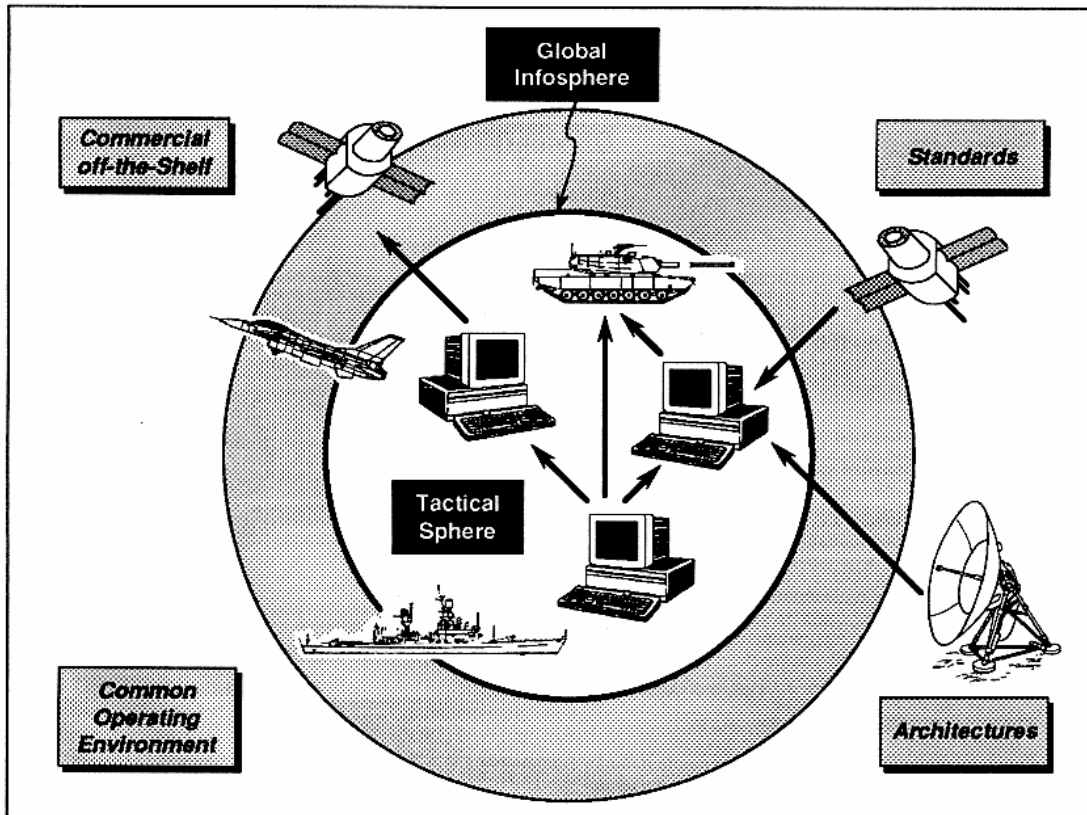 Global
Infosphere
Commercial
off-the-Shelf
Standards
Tactical
Sphere
Common
Operating
Environment
Architectures